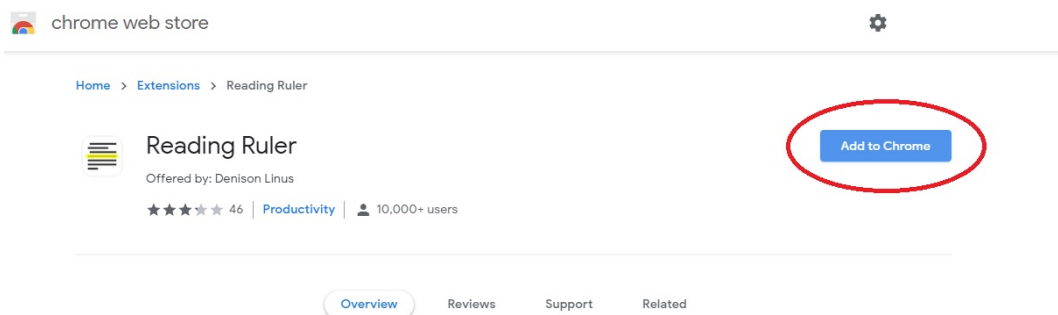 chrome web store
Home > Extensions > Reading Ruler
Reading Ruler
Add to Chrome
Offered by: Denison Linus
46 | Productivity | 10,000+ users
Overview Reviews Support Related